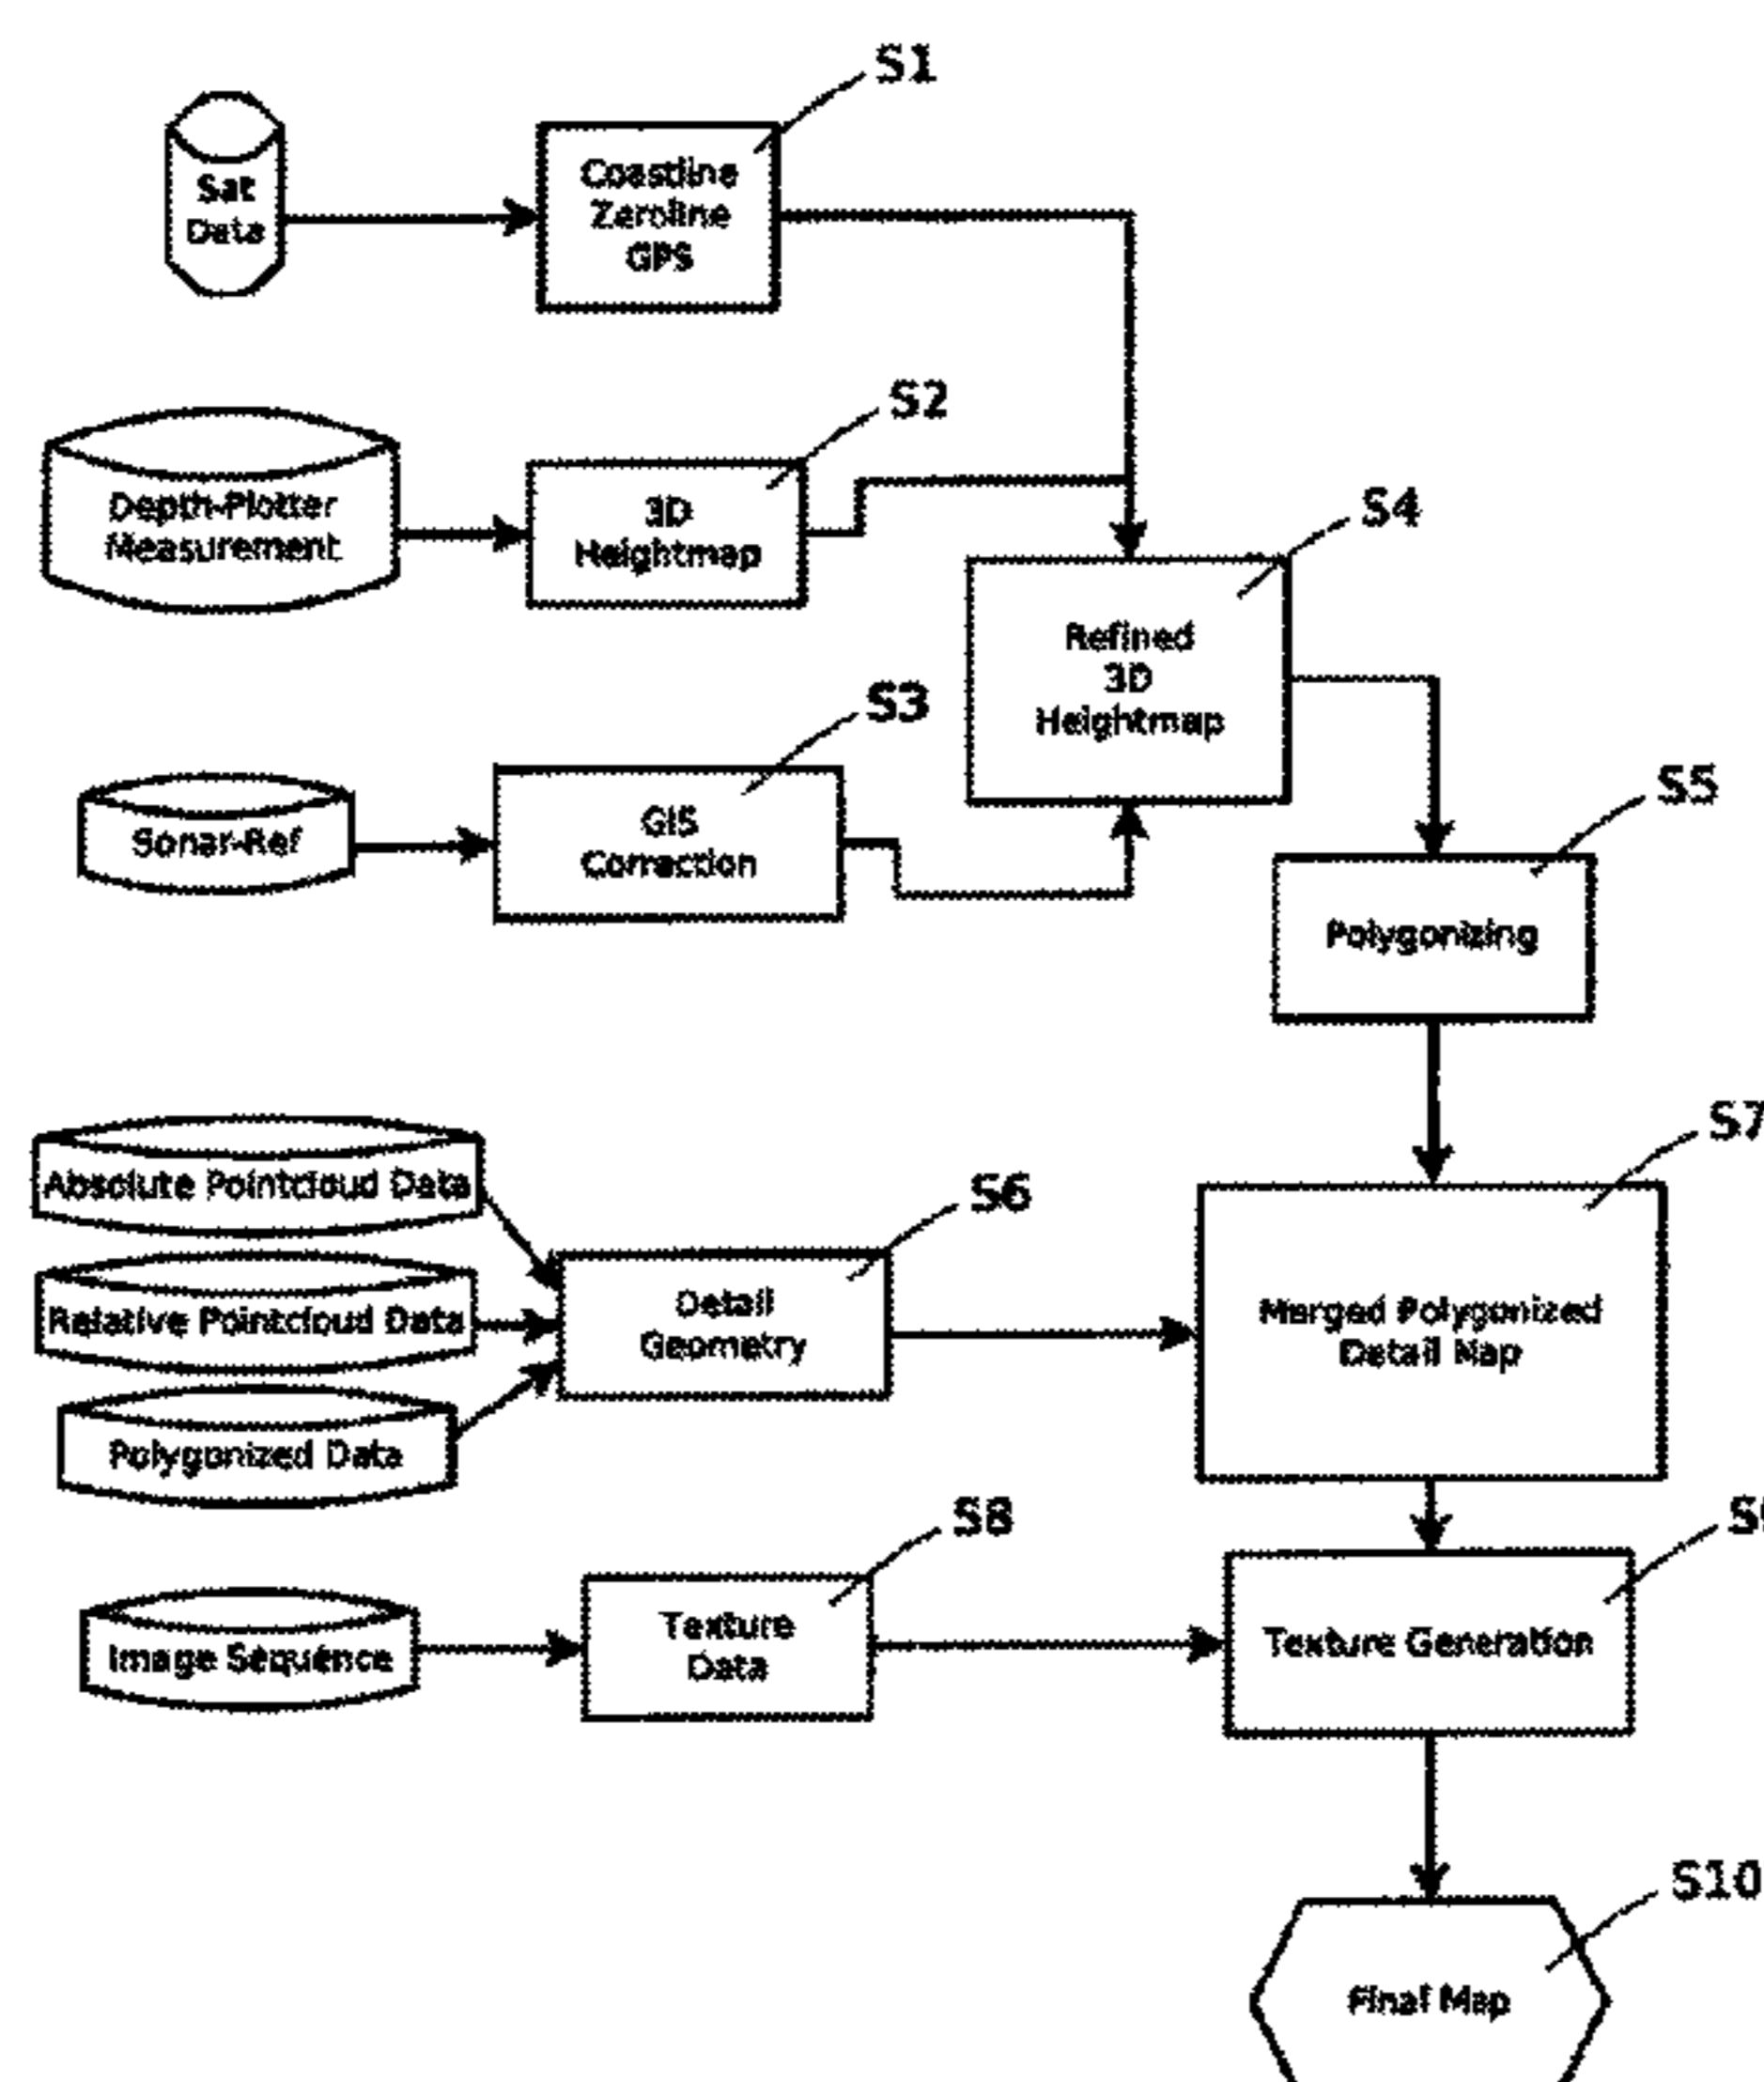 S1
Sat
Data
Coastline
Zeroline
GPS
S2
Depth-Plotter
Measurement
3D
Heightmap
S4
Refined
3D
Heightmap
S3
Sonar-Ref
GIS
Correction
S5
Polygonizing
S7
Absolute Pointcloud Data
Relative Pointcloud Data
Polygonized Data
S6
Detail
Geometry
Merged Polygonized
Detail Map
S8
Image Sequence
Texture
Data
Texture Generation
S10
Final Map